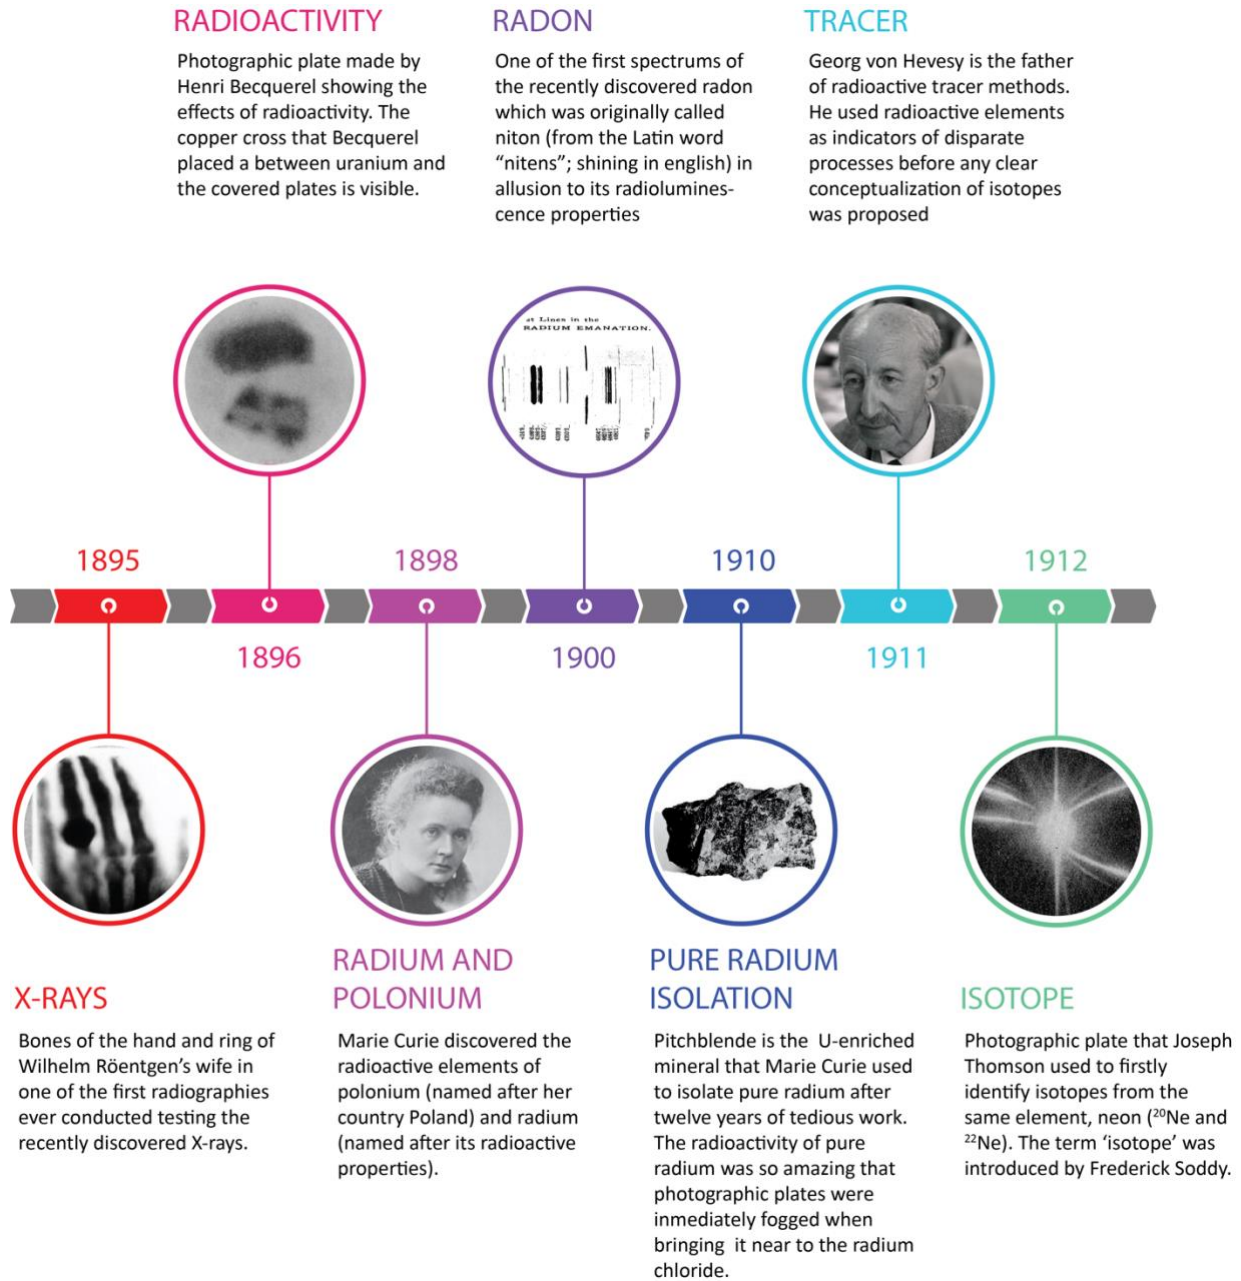 RADIOACTIVITY
Photographic plate made by
Henri Becquerel showing the
effects of radioactivity. The
copper cross that Becquerel
placed a between uranium and
the covered plates is visible.
RADON
One of the first spectrums of
the recently discovered radon
which was originally called
niton (from the Latin word
“nitens”; shining in english) in
allusion to its radiolumines-
cence properties
TRACER
Georg von Hevesy is the father
of radioactive tracer methods.
He used radioactive elements
as indicators of disparate
processes before any clear
conceptualization of isotopes
was proposed
at Lines in the
RADIUM EMANATION.
1895
1896
1898
1900
1910
1911
1912
X-RAYS
Bones of the hand and ring of
Wilhelm Röentgen’s wife in
one of the first radiographies
ever conducted testing the
recently discovered X-rays.
RADIUM AND
POLONIUM
Marie Curie discovered the
radioactive elements of
polonium (named after her
country Poland) and radium
(named after its radioactive
properties).
PURE RADIUM
ISOLATION
Pitchblende is the U-enriched
mineral that Marie Curie used
to isolate pure radium after
twelve years of tedious work.
The radioactivity of pure
radium was so amazing that
photographic plates were
inmediately fogged when
bringing it near to the radium
chloride.
ISOTOPE
Photographic plate that Joseph
Thomson used to firstly
identify isotopes from the
same element, neon (²⁰Ne and
²²Ne). The term ‘isotope’ was
introduced by Frederick Soddy.